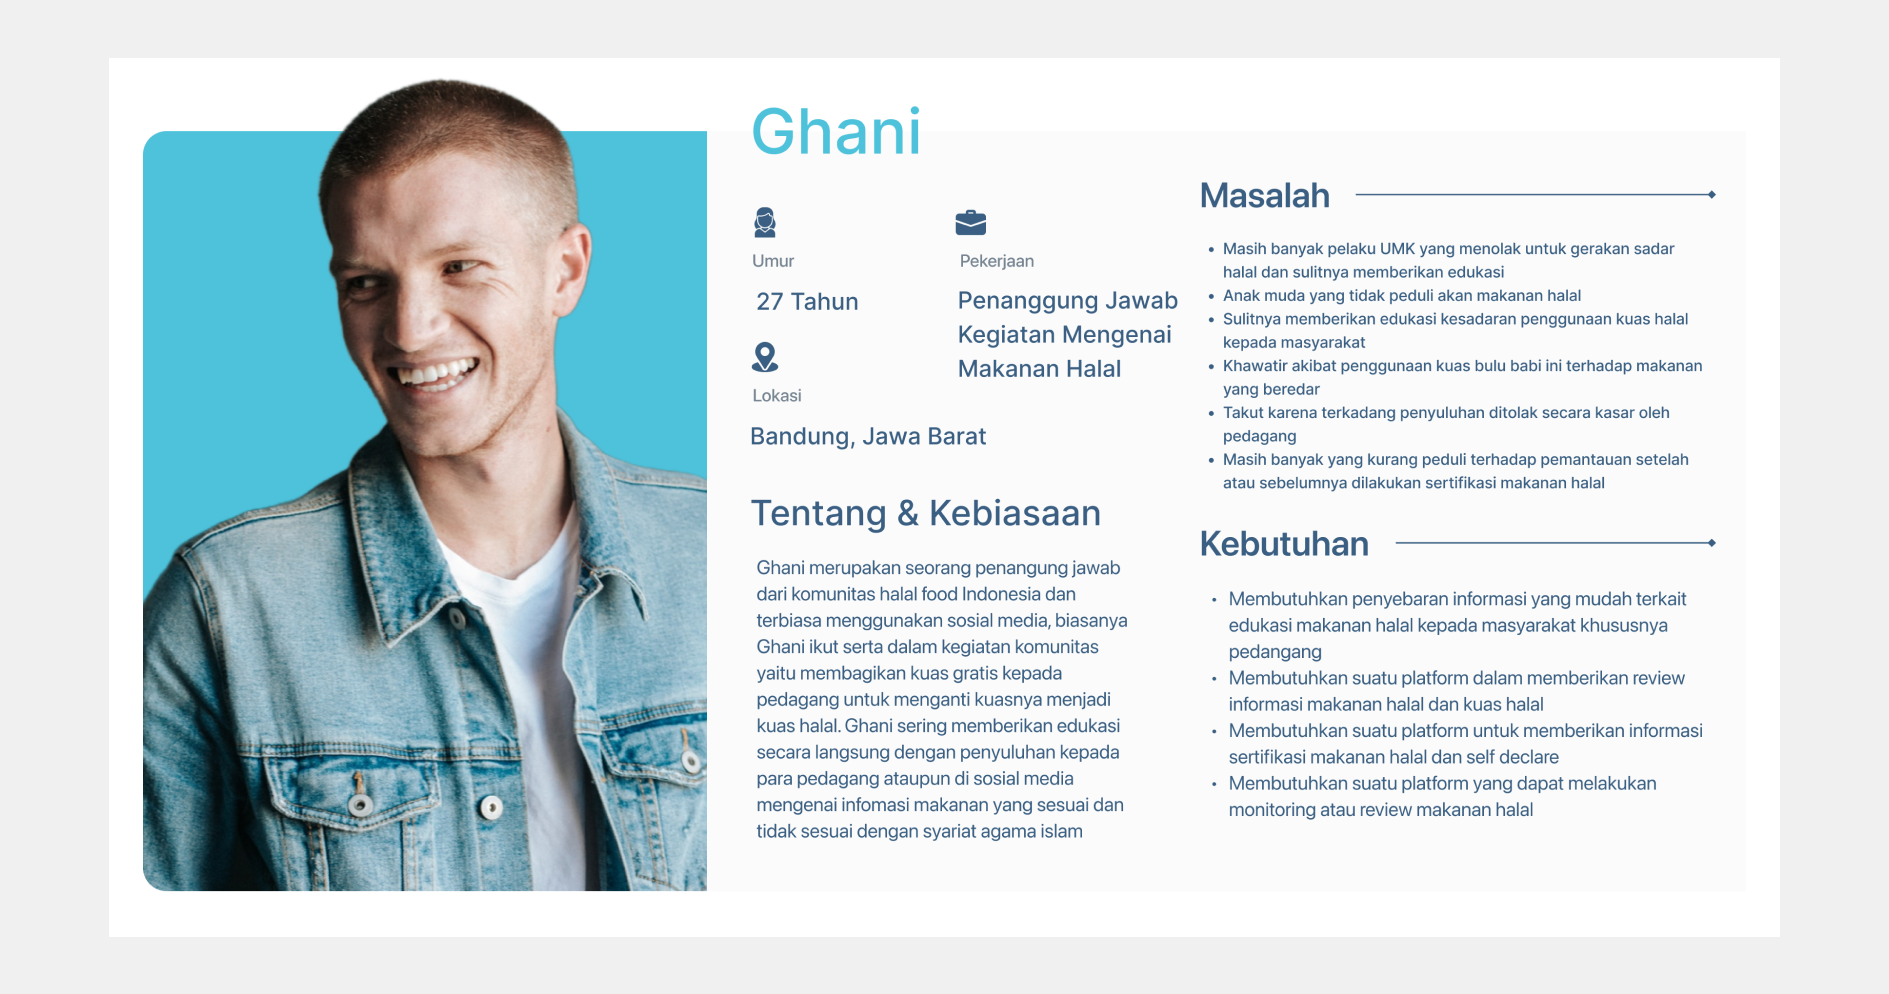 Ghani
Umur
27 Tahun
Pekerjaan
Penanggung Jawab
Kegiatan Mengenai
Makanan Halal
Lokasi
Bandung, Jawa Barat
Tentang & Kebiasaan
Ghani merupakan seorang penangung jawab
dari komunitas halal food Indonesia dan
terbiasa menggunakan sosial media, biasanya
Ghani ikut serta dalam kegiatan komunitas
yaitu membagikan kuas gratis kepada
pedagang untuk menganti kuasnya menjadi
kuas halal. Ghani sering memberikan edukasi
secara langsung dengan penyuluhan kepada
para pedagang ataupun di sosial media
mengenai infomasi makanan yang sesuai dan
tidak sesuai dengan syariat agama islam
Masalah
• Masih banyak pelaku UMK yang menolak untuk gerakan sadar
halal dan sulitnya memberikan edukasi
• Anak muda yang tidak peduli akan makanan halal
• Sulitnya memberikan edukasi kesadaran penggunaan kuas halal
kepada masyarakat
• Khawatir akibat penggunaan kuas bulu babi ini terhadap makanan
yang beredar
• Takut karena terkadang penyuluhan ditolak secara kasar oleh
pedagang
• Masih banyak yang kurang peduli terhadap pemantauan setelah
atau sebelumnya dilakukan sertifikasi makanan halal
Kebutuhan
• Membutuhkan penyebaran informasi yang mudah terkait
edukasi makanan halal kepada masyarakat khususnya
pedangang
• Membutuhkan suatu platform dalam memberikan review
informasi makanan halal dan kuas halal
• Membutuhkan suatu platform untuk memberikan informasi
sertifikasi makanan halal dan self declare
• Membutuhkan suatu platform yang dapat melakukan
monitoring atau review makanan halal